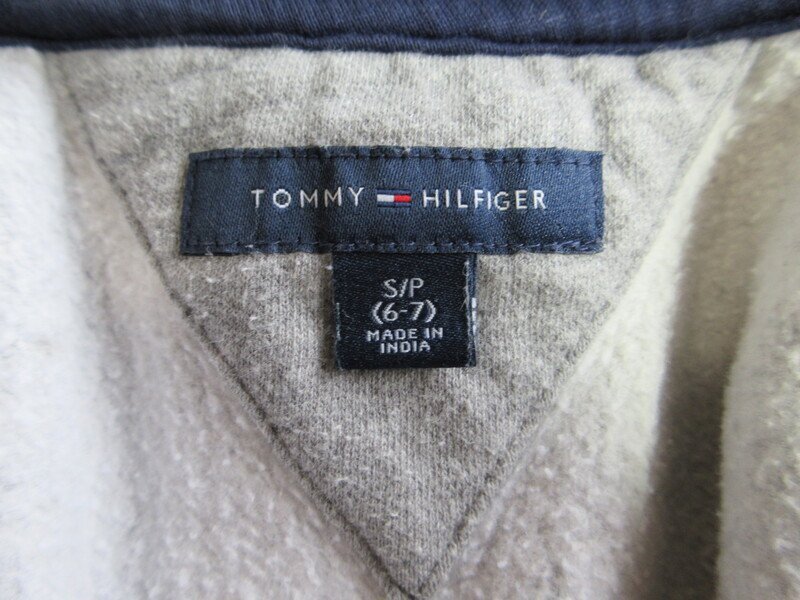 TOMMY HILFIGER
S/P
(6-7)
MADE IN
INDIA